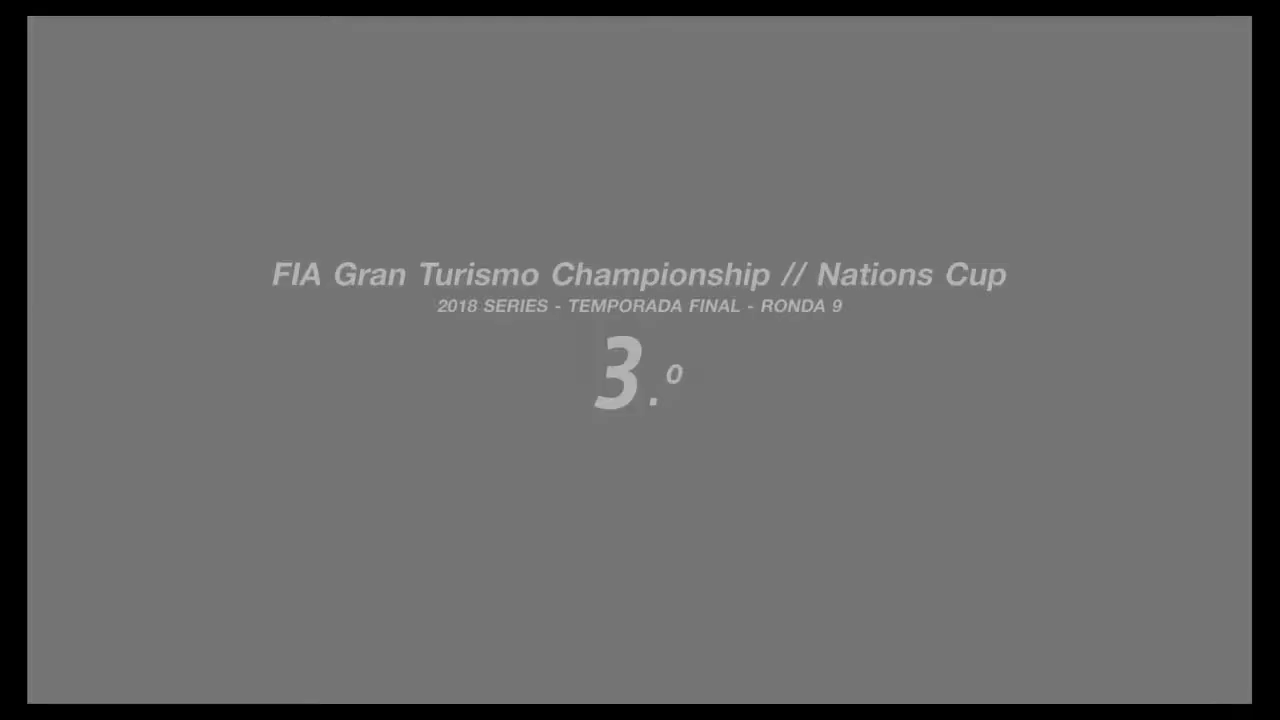 FIA Gran Turismo Championship // Nations Cup
2018 SERIES - TEMPORADA FINAL - RONDA 9
3.º